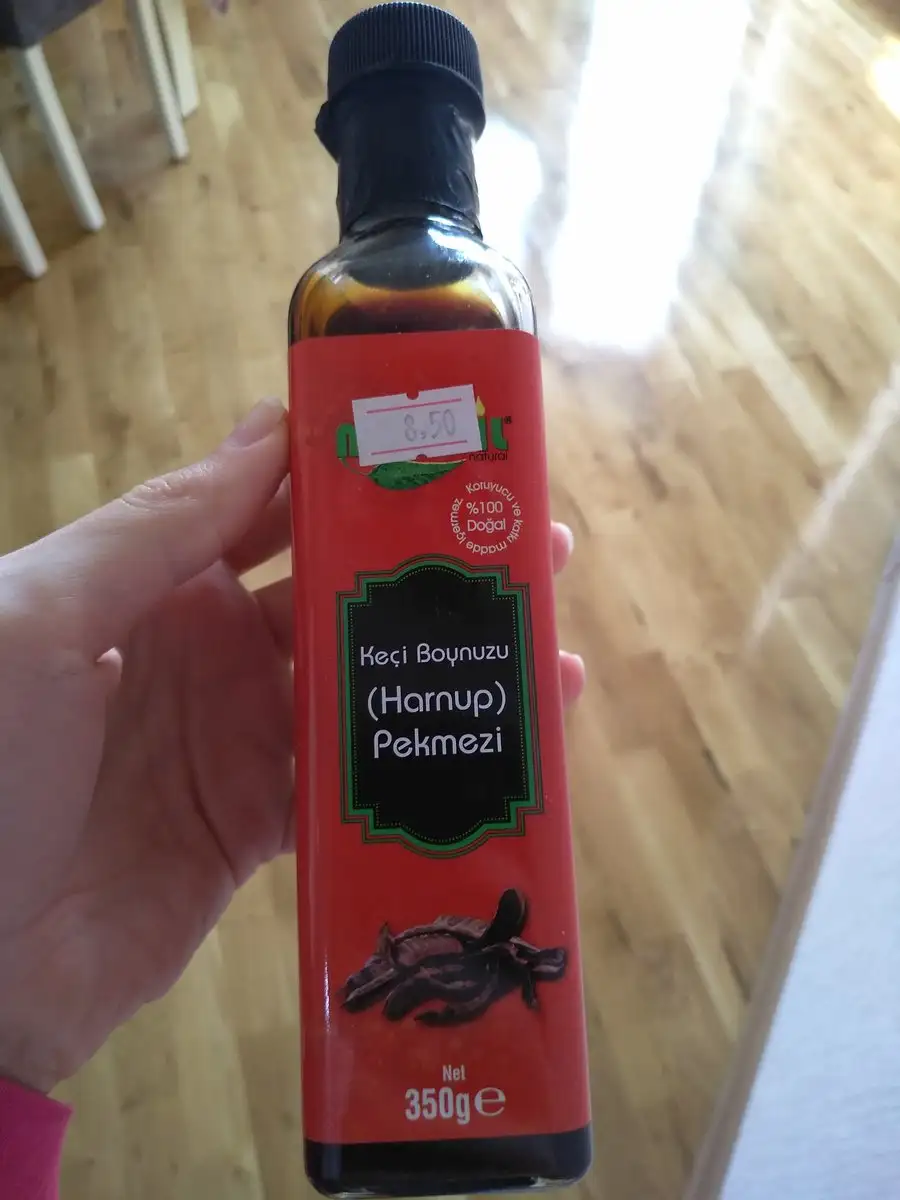 8,50
natural
Koruyucu ve katkı madde içermez
%100
Doğal
Keçi Boynuzu
(Harnup)
Pekmezi
Net
350g℮